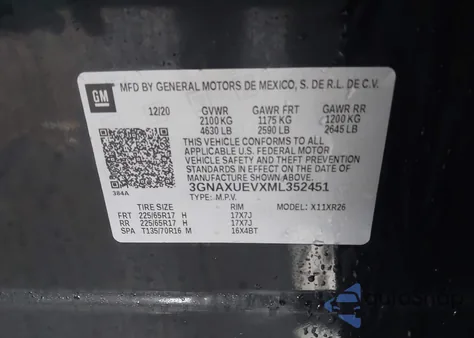 GM MFD BY GENERAL MOTORS DE MEXICO, S. DE R.L. DE C.V.
12/20 GVWR GAWR FRT GAWR RR
2100 KG 1175 KG 1200 KG
4630 LB 2590 LB 2645 LB
THIS VEHICLE CONFORMS TO ALL
APPLICABLE U.S. FEDERAL MOTOR
VEHICLE SAFETY AND THEFT PREVENTION
STANDARDS IN EFFECT ON THE DATE OF
MANUFACTURE SHOWN ABOVE.
384A 3GNAXUEVXML352451
TYPE: M.P.V. MODEL: X11XR26
TIRE SIZE RIM
FRT 225/65R17 H 17X7J
RR 225/65R17 H 17X7J
SPA T135/70R16 M 16X4BT